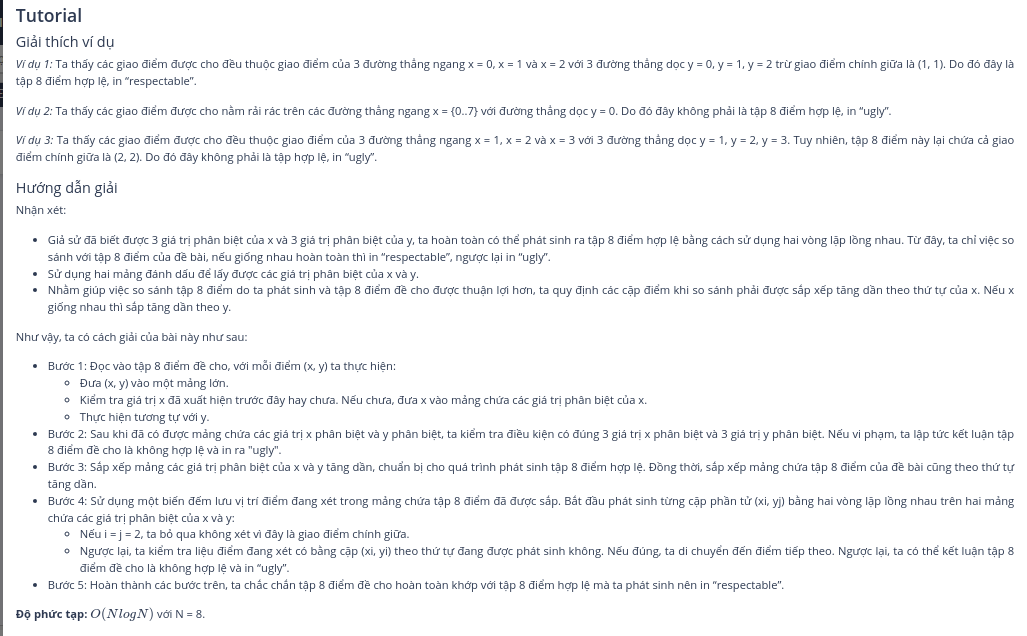 Tutorial
Giải thích ví dụ
Ví dụ 1: Ta thấy các giao điểm được cho đều thuộc giao điểm của 3 đường thẳng ngang x = 0, x = 1 và x = 2 với 3 đường thẳng dọc y = 0, y = 1, y = 2 trừ giao điểm chính giữa là (1, 1). Do đó đây là
tập 8 điểm hợp lệ, in “respectable”.
Ví dụ 2: Ta thấy các giao điểm được cho nằm rải rác trên các đường thẳng ngang x = {0..7} với đường thẳng dọc y = 0. Do đó đây không phải là tập 8 điểm hợp lệ, in “ugly”.
Ví dụ 3: Ta thấy các giao điểm được cho đều thuộc giao điểm của 3 đường thẳng ngang x = 1, x = 2 và x = 3 với 3 đường thẳng dọc y = 1, y = 2, y = 3. Tuy nhiên, tập 8 điểm này lại chứa cả giao
điểm chính giữa là (2, 2). Do đó đây không phải là tập hợp lệ, in “ugly”.
Hướng dẫn giải
Nhận xét:
• Giả sử đã biết được 3 giá trị phân biệt của x và 3 giá trị phân biệt của y, ta hoàn toàn có thể phát sinh ra tập 8 điểm hợp lệ bằng cách sử dụng hai vòng lặp lồng nhau. Từ đây, ta chỉ việc so
sánh với tập 8 điểm của đề bài, nếu giống nhau hoàn toàn thì in “respectable”, ngược lại in “ugly”.
• Sử dụng hai mảng đánh dấu để lấy được các giá trị phân biệt của x và y.
• Nhằm giúp việc so sánh tập 8 điểm do ta phát sinh và tập 8 điểm đề cho được thuận lợi hơn, ta quy định các cặp điểm khi so sánh phải được sắp xếp tăng dần theo thứ tự của x. Nếu x
giống nhau thì sắp tăng dần theo y.
Như vậy, ta có cách giải của bài này như sau:
• Bước 1: Đọc vào tập 8 điểm đề cho, với mỗi điểm (x, y) ta thực hiện:
◦ Đưa (x, y) vào một mảng lớn.
◦ Kiểm tra giá trị x đã xuất hiện trước đây hay chưa. Nếu chưa, đưa x vào mảng chứa các giá trị phân biệt của x.
◦ Thực hiện tương tự với y.
• Bước 2: Sau khi đã có được mảng chứa các giá trị x phân biệt và y phân biệt, ta kiểm tra điều kiện có đúng 3 giá trị x phân biệt và 3 giá trị y phân biệt. Nếu vi phạm, ta lập tức kết luận tập
8 điểm đề cho là không hợp lệ và in ra "ugly".
• Bước 3: Sắp xếp mảng các giá trị phân biệt của x và y tăng dần, chuẩn bị cho quá trình phát sinh tập 8 điểm hợp lệ. Đồng thời, sắp xếp mảng chứa tập 8 điểm của đề bài cũng theo thứ tự
tăng dần.
• Bước 4: Sử dụng một biến đếm lưu vị trí điểm đang xét trong mảng chứa tập 8 điểm đã được sắp. Bắt đầu phát sinh từng cặp phần tử (xi, yj) bằng hai vòng lặp lồng nhau trên hai mảng
chứa các giá trị phân biệt của x và y:
◦ Nếu i = j = 2, ta bỏ qua không xét vì đây là giao điểm chính giữa.
◦ Ngược lại, ta kiểm tra liệu điểm đang xét có bằng cặp (xi, yi) theo thứ tự đang được phát sinh không. Nếu đúng, ta di chuyển đến điểm tiếp theo. Ngược lại, ta có thể kết luận tập 8
điểm đề cho là không hợp lệ và in “ugly”.
• Bước 5: Hoàn thành các bước trên, ta chắc chắn tập 8 điểm đề cho hoàn toàn khớp với tập 8 điểm hợp lệ mà ta phát sinh nên in “respectable”.
Độ phức tạp: O(NlogN) với N = 8.